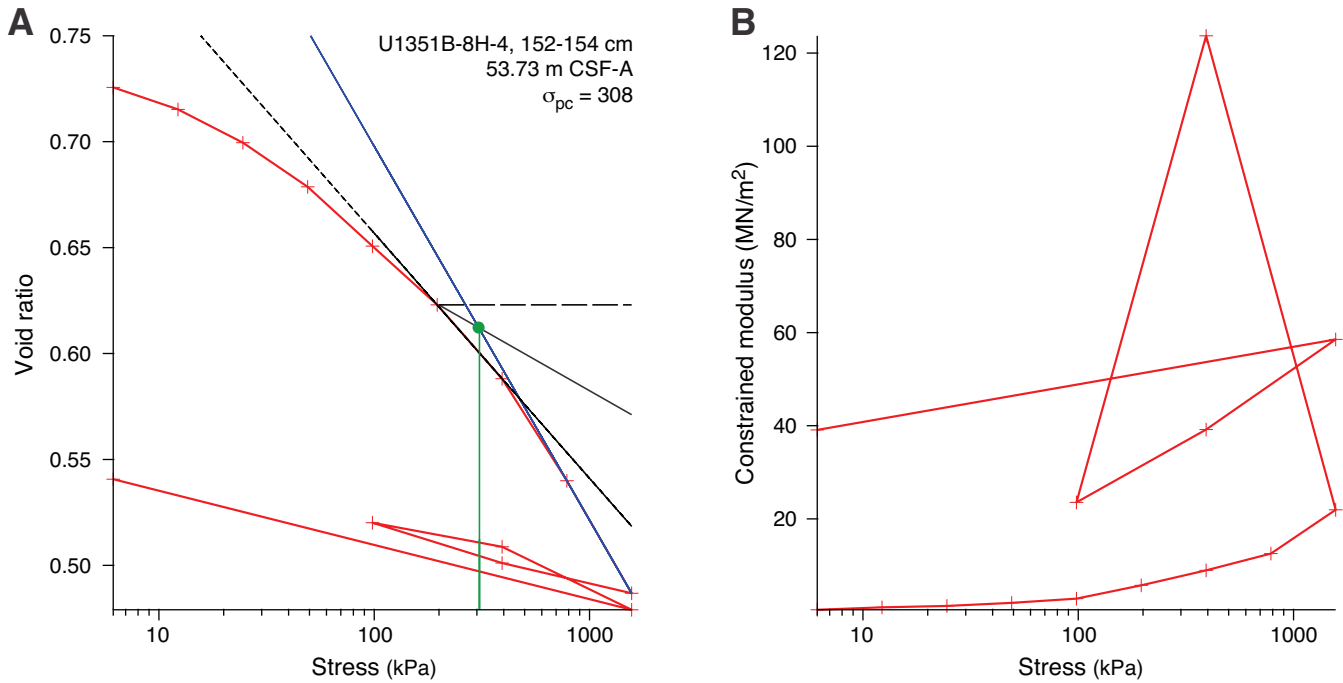 A
U1351B-8H-4, 152-154 cm
53.73 m CSF-A
σpc = 308
Void ratio
0.75
0.70
0.65
0.60
0.55
0.50
10
100
1000
Stress (kPa)
B
Constrained modulus (MN/m²)
120
100
80
60
40
20
10
100
1000
Stress (kPa)